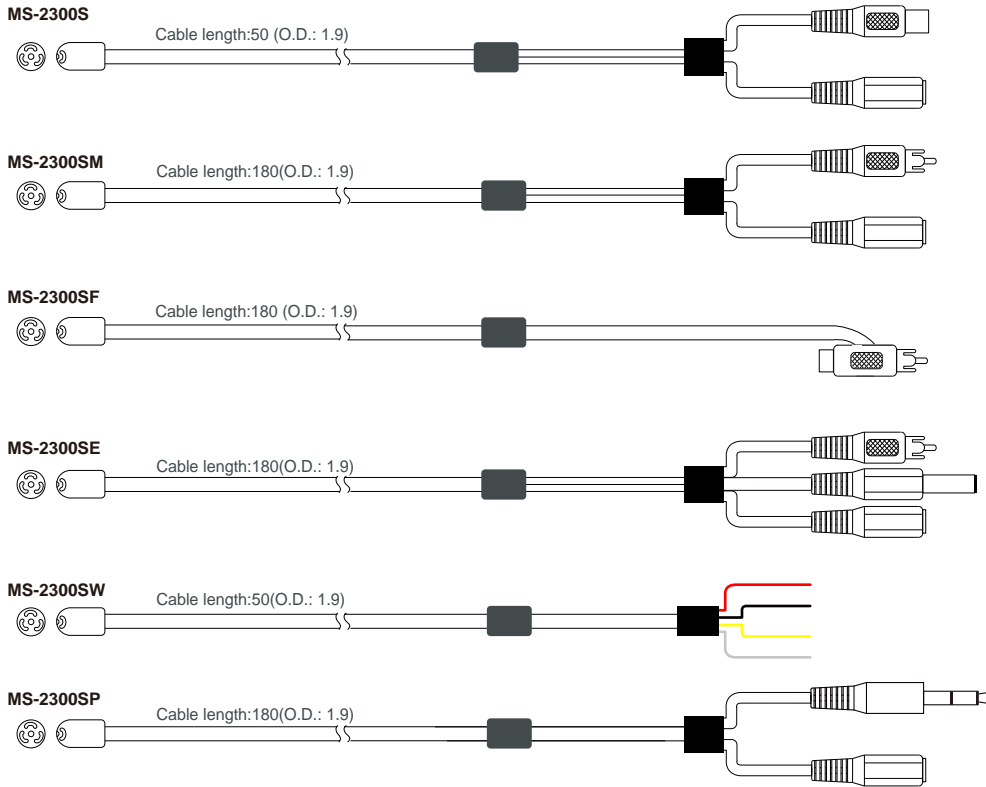 MS-2300S
Cable length:50 (O.D.: 1.9)
MS-2300SM
Cable length:180(O.D.: 1.9)
MS-2300SF
Cable length:180 (O.D.: 1.9)
MS-2300SE
Cable length:180(O.D.: 1.9)
MS-2300SW
Cable length:50(O.D.: 1.9)
MS-2300SP
Cable length:180(O.D.: 1.9)